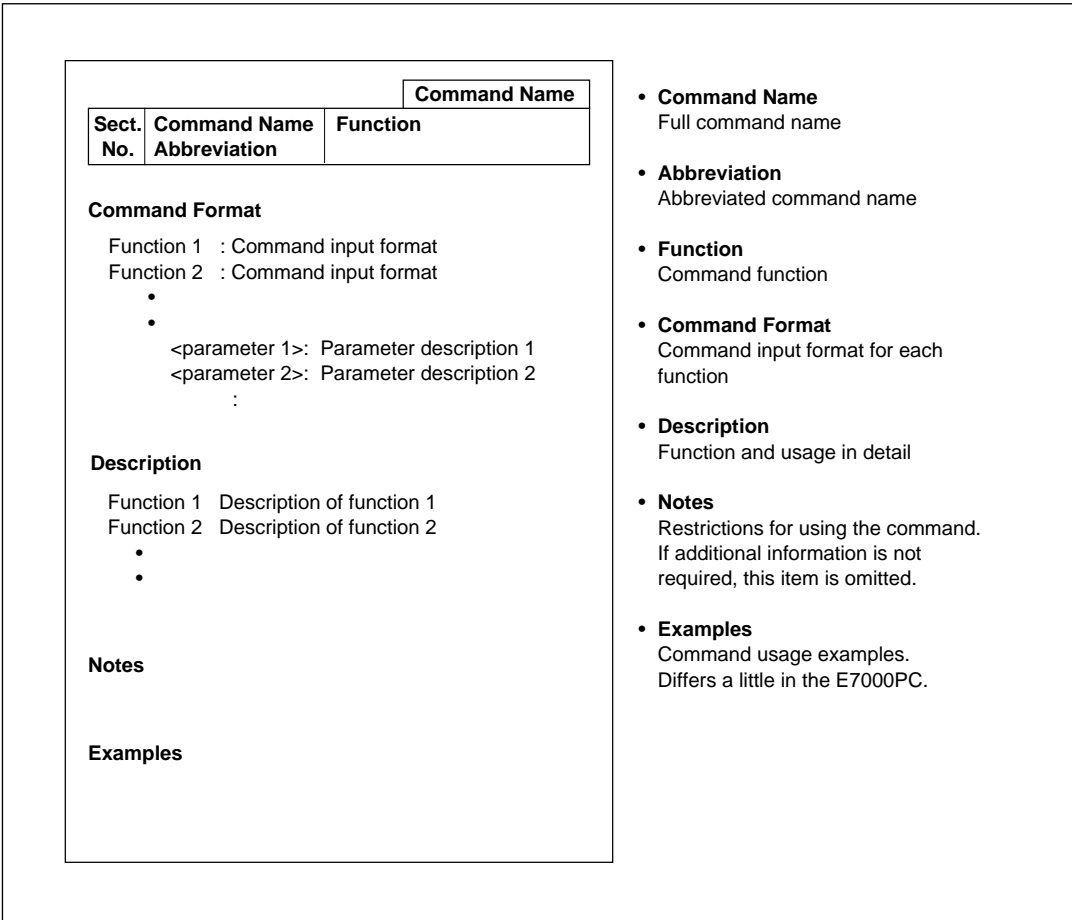 Command Name
Sect. Command Name Function
No. Abbreviation
Command Format
Function 1 : Command input format
Function 2 : Command input format
•
•
<parameter 1>: Parameter description 1
<parameter 2>: Parameter description 2
:
Description
Function 1 Description of function 1
Function 2 Description of function 2
•
•
Notes
Examples
• Command Name
Full command name
• Abbreviation
Abbreviated command name
• Function
Command function
• Command Format
Command input format for each
function
• Description
Function and usage in detail
• Notes
Restrictions for using the command.
If additional information is not
required, this item is omitted.
• Examples
Command usage examples.
Differs a little in the E7000PC.